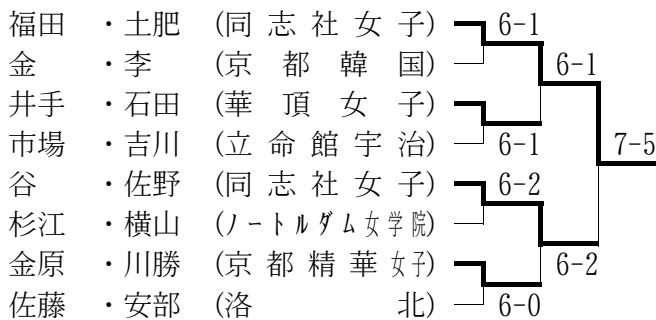 福田 ・土肥 (同志社女子) 6-1
金 ・李 (京都韓国) 6-1
井手 ・石田 (華頂女子)
市場 ・吉川 (立命館宇治) 6-1 7-5
谷 ・佐野 (同志社女子) 6-2
杉江 ・横山 (ノートルダム女学院)
金原 ・川勝 (京都精華女子) 6-2
佐藤 ・安部 (洛北) 6-0